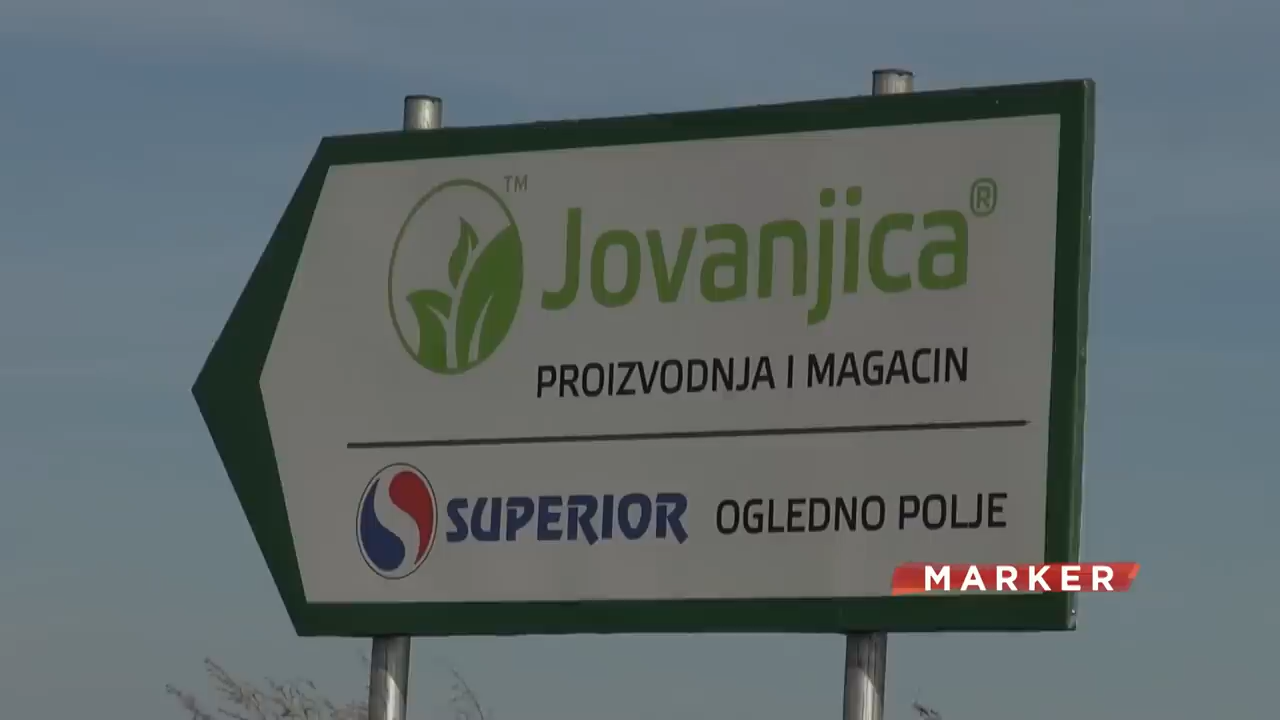 TM
Jovanjica®
PROIZVODNJA I MAGACIN
SUPERIOR OGLEDNO POLJE
MARKER